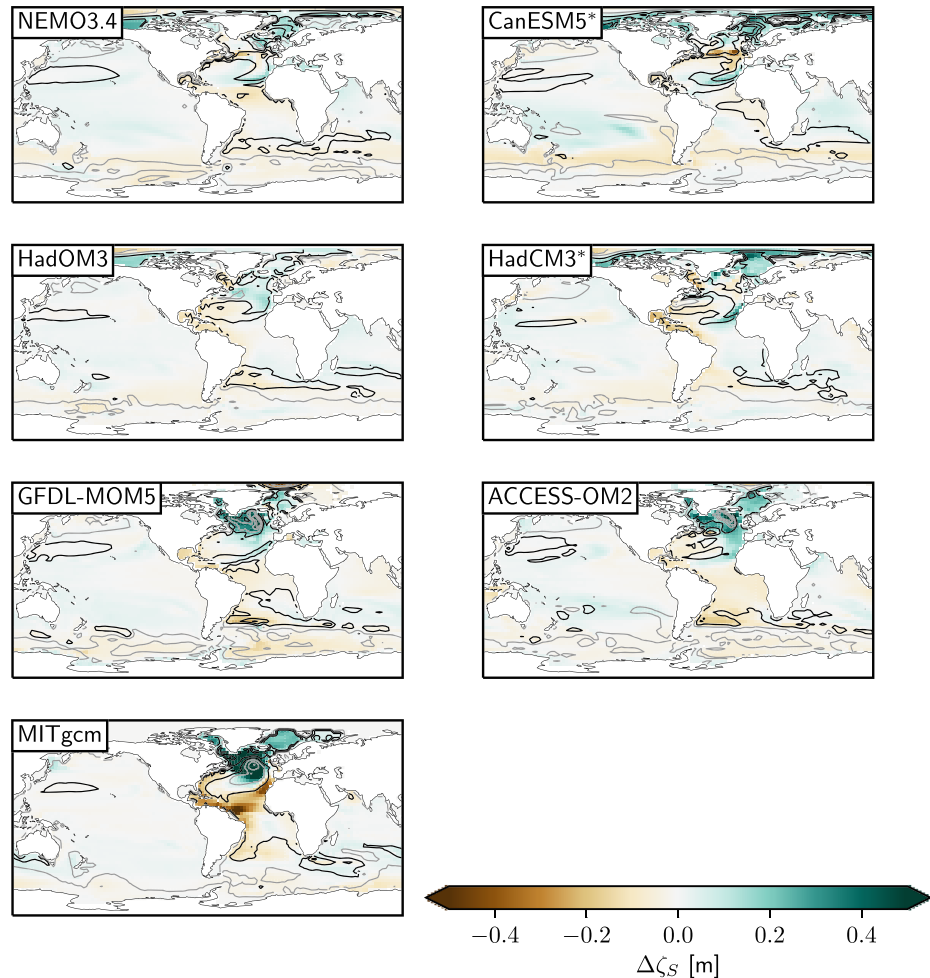 NEMO3.4
CanESM5*
HadOM3
HadCM3*
GFDL-MOM5
ACCESS-OM2
MITgcm
−0.4 −0.2 0.0 0.2 0.4
Δζ_S [m]